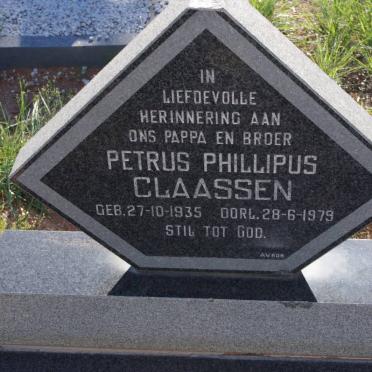 IN
LIEFDEVOLLE
HERINNERING AAN
ONS PAPPA EN BROER
PETRUS PHILLIPUS
CLAASSEN
GEB.27-10-1935 OORL.28-6-1979
STIL TOT GOD.